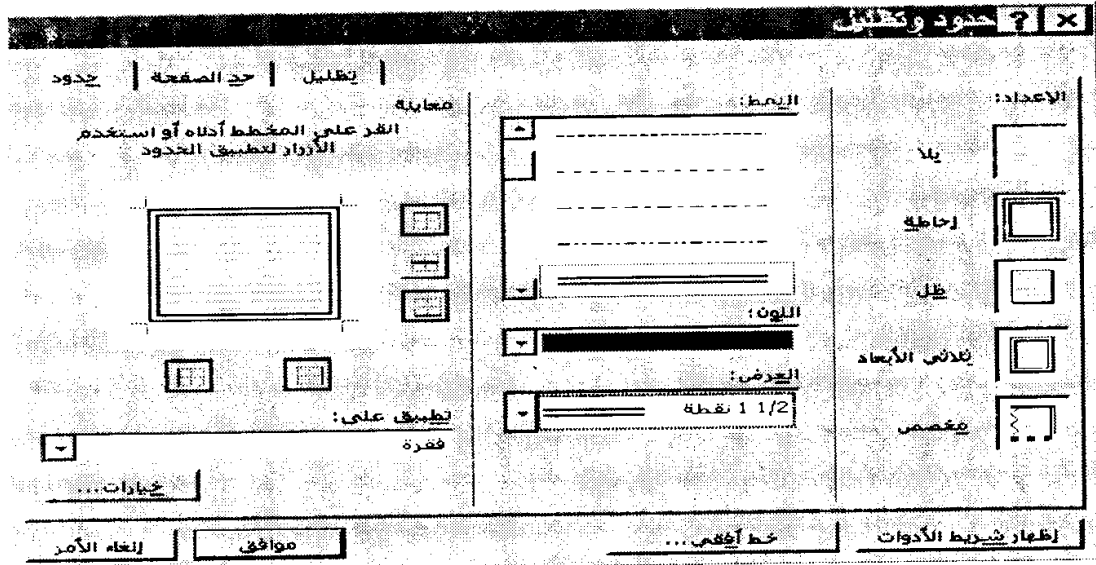 حدود وتظليل
تظليل
حد الصفحة
حدود
الإعداد:
بلا
إحاطة
ظل
ثلاثي الأبعاد
مخصص
النمط:
اللون:
العرض:
1 1/2 نقطة
معاينة
انقر على المخطط أدناه أو استخدم
الأزرار لتطبيق الحدود
تطبيق على:
فقرة
خيارات...
إظهار شريط الأدوات
خط أفقي...
موافق
إلغاء الأمر